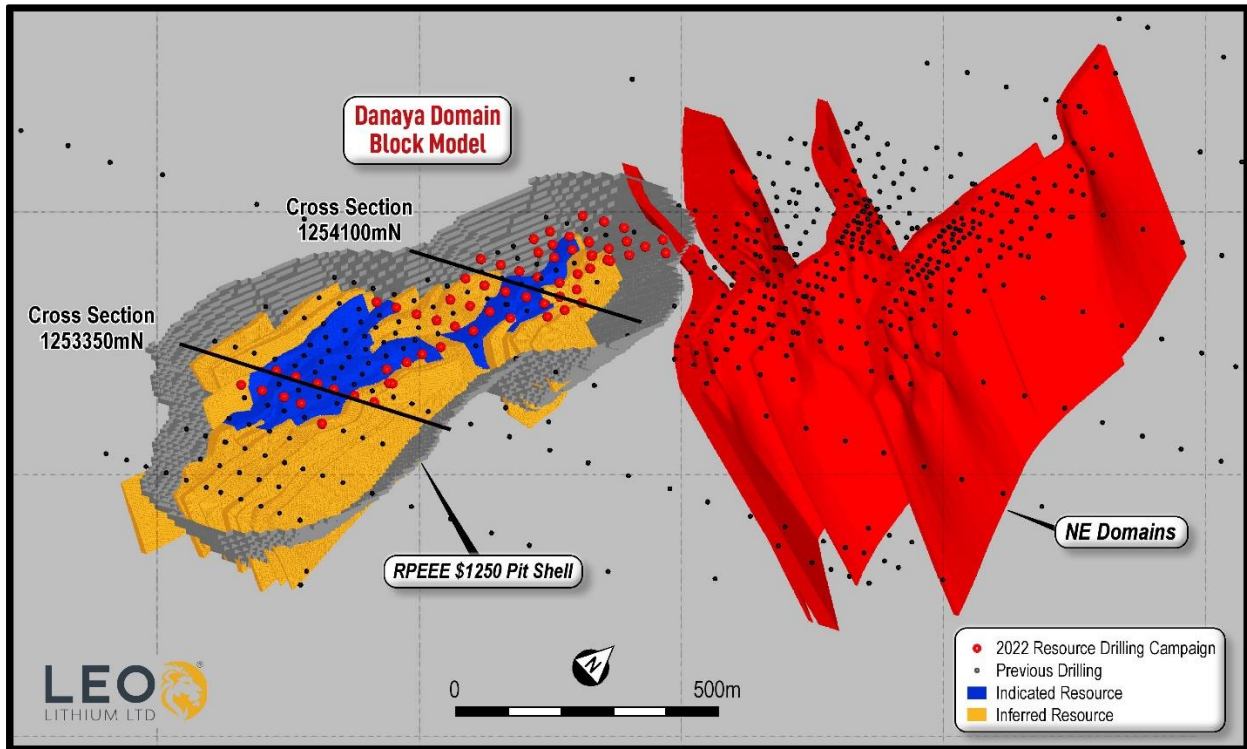 Danaya Domain
Block Model
Cross Section
1254100mN
Cross Section
1253350mN
RPEEE $1250 Pit Shell
NE Domains
N
0 500m
LEO
LITHIUM LTD
®
2022 Resource Drilling Campaign
Previous Drilling
Indicated Resource
Inferred Resource